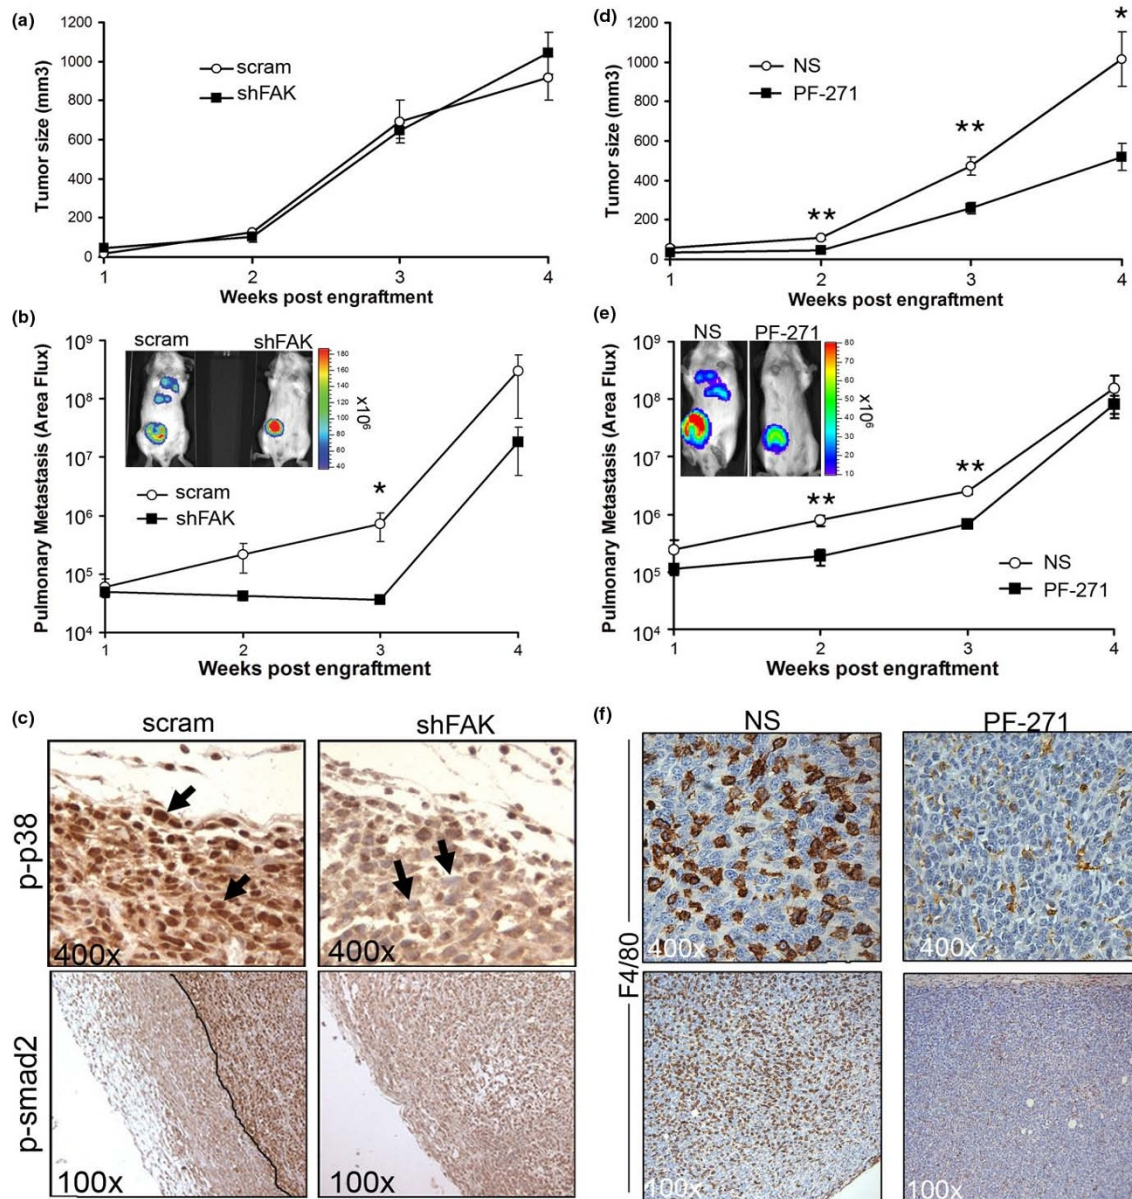 (a)
1200
1000
800
600
400
200
0
Tumor size (mm3)
scram
shFAK
1 2 3 4
Weeks post engraftment
(d)
1200
1000
800
600
400
200
0
Tumor size (mm3)
NS
PF-271
**
**
*
1 2 3 4
Weeks post engraftment
(b)
10⁹
10⁸
10⁷
10⁶
10⁵
10⁴
Pulmonary Metastasis (Area Flux)
scram shFAK
180
160
140
120
100
80
60
40
x10⁶
scram
shFAK
*
1 2 3 4
Weeks post engraftment
(e)
10⁹
10⁸
10⁷
10⁶
10⁵
10⁴
Pulmonary Metastasis (Area Flux)
NS PF-271
80
70
60
50
40
30
20
10
x10⁶
**
**
NS
PF-271
1 2 3 4
Weeks post engraftment
(c)
scram shFAK
p-p38
400x 400x
p-smad2
100x 100x
(f)
NS PF-271
F4/80
400x 400x
100x 100x